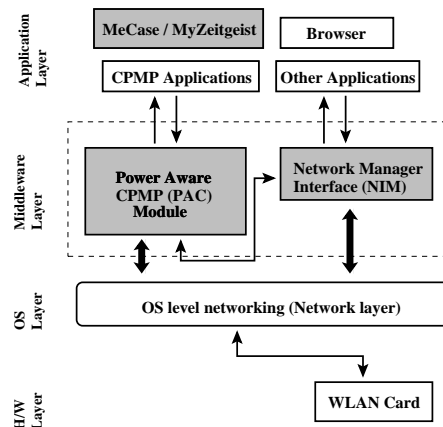 Application
Layer
MeCase / MyZeitgeist
Browser
CPMP Applications
Other Applications
Middleware
Layer
Power Aware
CPMP (PAC)
Module
Network Manager
Interface (NIM)
OS
Layer
OS level networking (Network layer)
H/W
Layer
WLAN Card